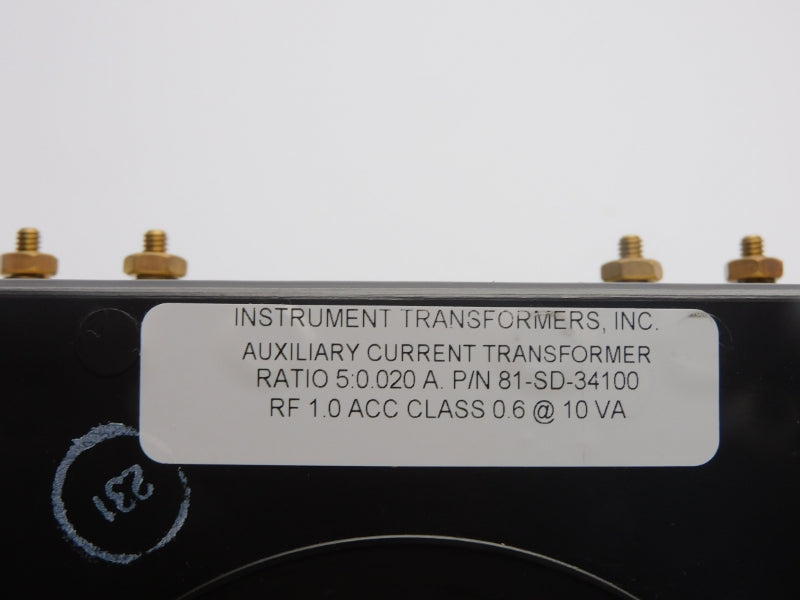 INSTRUMENT TRANSFORMERS, INC.
AUXILIARY CURRENT TRANSFORMER
RATIO 5:0.020 A. P/N 81-SD-34100
RF 1.0 ACC CLASS 0.6 @ 10 VA
231